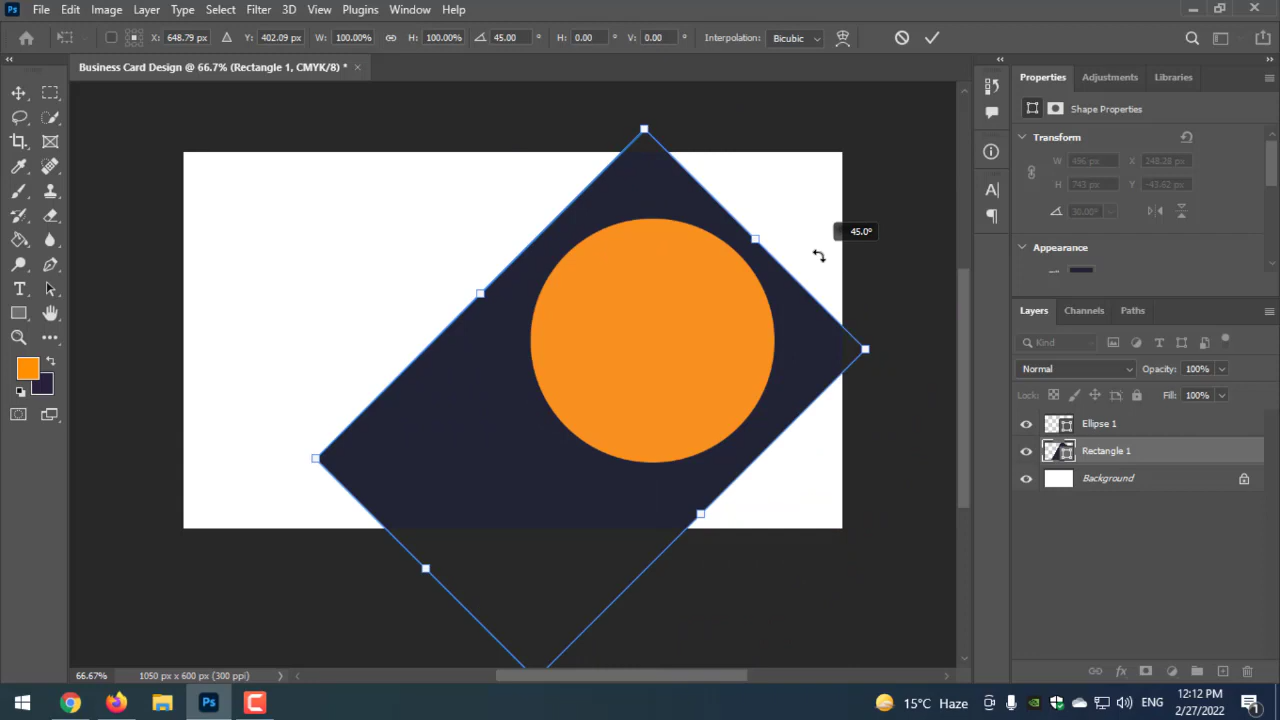 Ps File Edit Image Layer Type Select Filter 3D View Plugins Window Help
X: 648.79 px Y: 402.09 px W: 100.00% H: 100.00% 45.00 ° H: 0.00 ° V: 0.00 ° Interpolation: Bicubic
Business Card Design @ 66.7% (Rectangle 1, CMYK/8) * ×
Properties Adjustments Libraries
Shape Properties
Transform
W 496 px X 248.28 px
H 743 px Y -43.62 px
30.00°
45.0°
Appearance
Layers Channels Paths
Kind
Normal Opacity: 100%
Lock: Fill: 100%
Ellipse 1
Rectangle 1
Background
66.67% 1050 px x 600 px (300 ppi)
Ps 15°C Haze ENG 12:12 PM
2/27/2022
1